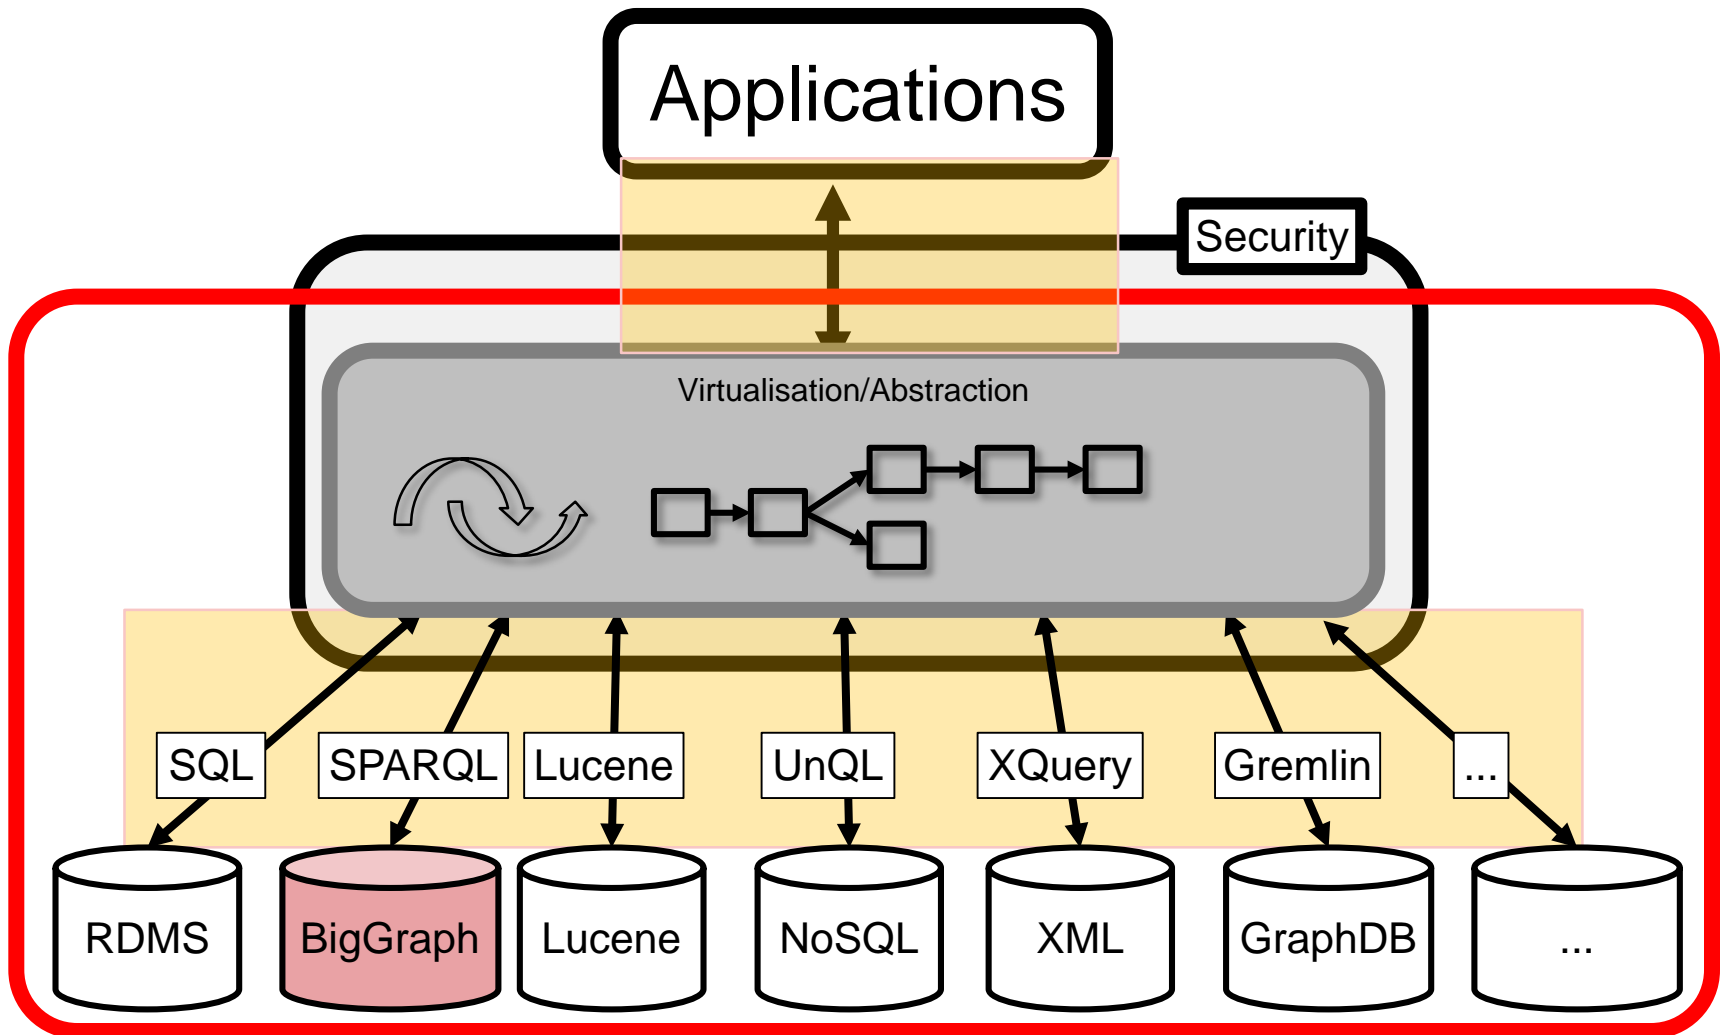 Applications
Security
Virtualisation/Abstraction
SQL
SPARQL
Lucene
UnQL
XQuery
Gremlin
...
RDMS
BigGraph
Lucene
NoSQL
XML
GraphDB
...